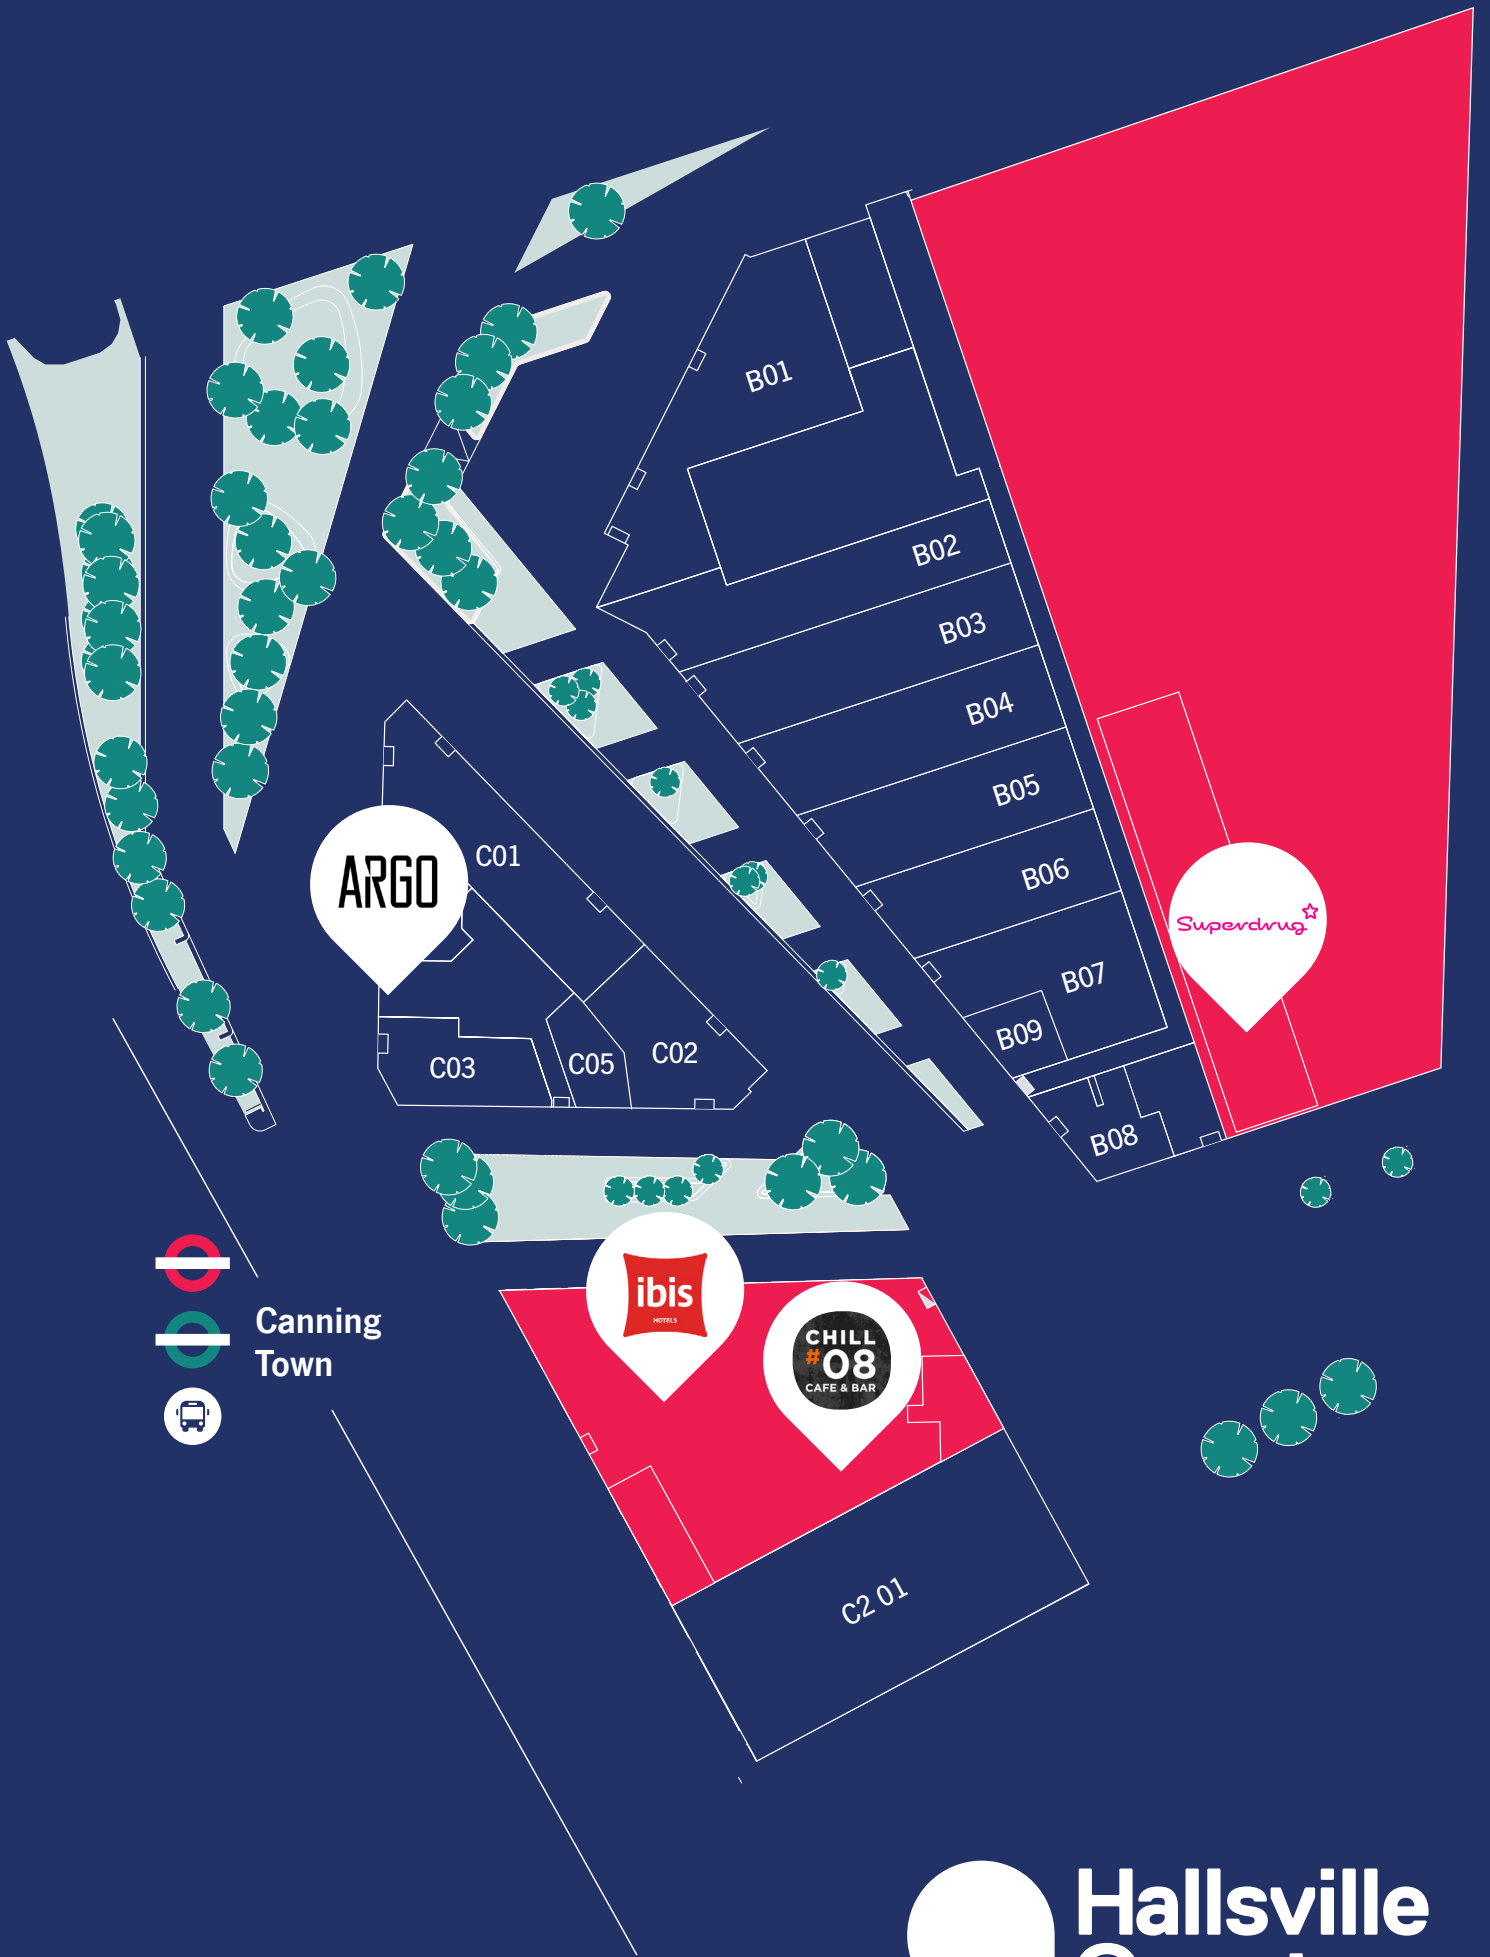 B01
B02
B03
B04
B05
B06
B07
B09
B08
ARGO
C01
C02
C03
C05
Superdrug
ibis
HOTELS
CHILL
#08
CAFE & BAR
Canning
Town
C2 01
Hallsville